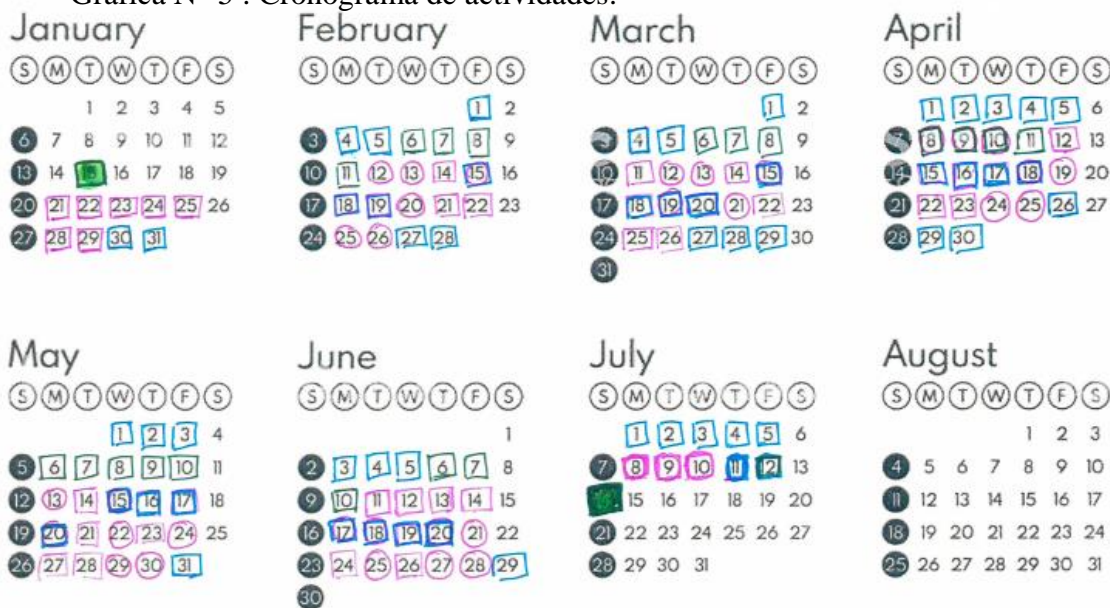 Gráfica N° 3 : Cronograma de actividades.
January February March April
S M T W T F S S M T W T F S S M T W T F S S M T W T F S
1 2 3 4 5 1 2 1 2 1 2 3 4 5 6
6 7 8 9 10 11 12 3 4 5 6 7 8 9 3 4 5 6 7 8 9 7 8 9 10 11 12 13
13 14 15 16 17 18 19 10 11 12 13 14 15 16 10 11 12 13 14 15 16 14 15 16 17 18 19 20
20 21 22 23 24 25 26 17 18 19 20 21 22 23 17 18 19 20 21 22 23 21 22 23 24 25 26 27
27 28 29 30 31 24 25 26 27 28 24 25 26 27 28 29 30 28 29 30
31
May June July August
S M T W T F S S M T W T F S S M T W T F S S M T W T F S
1 2 3 4 1 1 2 3 4 5 6 1 2 3
5 6 7 8 9 10 11 2 3 4 5 6 7 8 7 8 9 10 11 12 13 4 5 6 7 8 9 10
12 13 14 15 16 17 18 9 10 11 12 13 14 15 15 16 17 18 19 20 11 12 13 14 15 16 17
19 20 21 22 23 24 25 16 17 18 19 20 21 22 21 22 23 24 25 26 27 18 19 20 21 22 23 24
26 27 28 29 30 31 23 24 25 26 27 28 29 28 29 30 31 25 26 27 28 29 30 31
30